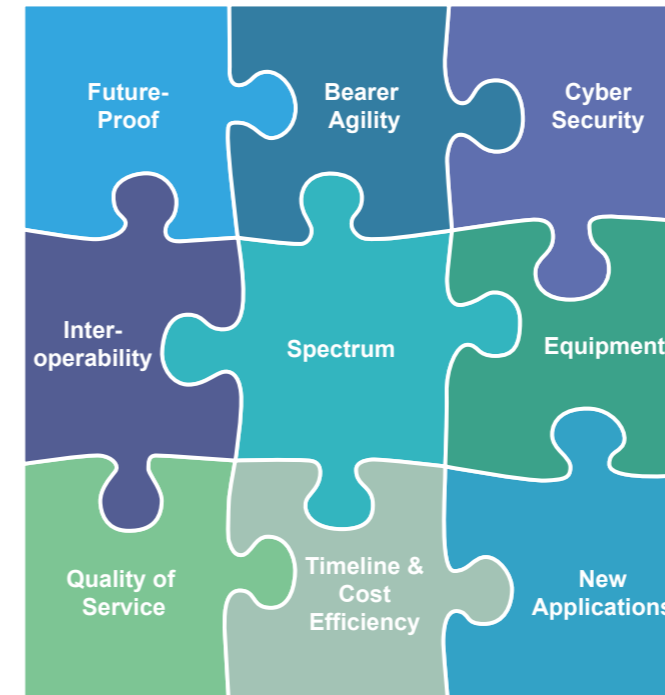 Future-
Proof
Bearer
Agility
Cyber
Security
Inter-
operability
Spectrum
Equipment
Quality of
Service
Timeline &
Cost
Efficiency
New
Applications